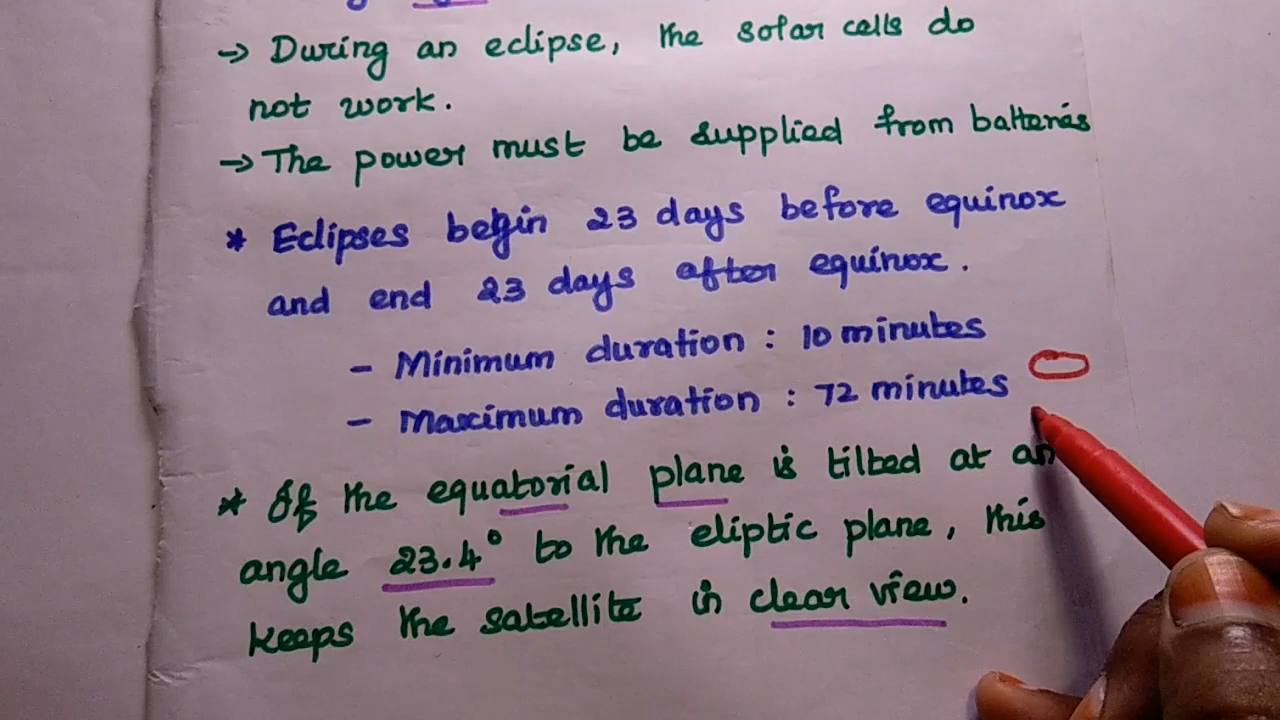 → During an eclipse, the solar cells do
not work.
→ The power must be supplied from batteries
* Eclipses begin 23 days before equinox
and end 23 days after equinox.
- Minimum duration : 10 minutes
- Maximum duration : 72 minutes
* If the equatorial plane is tilted at an
angle 23.4° to the eliptic plane, this
keeps the satellite in clear view.